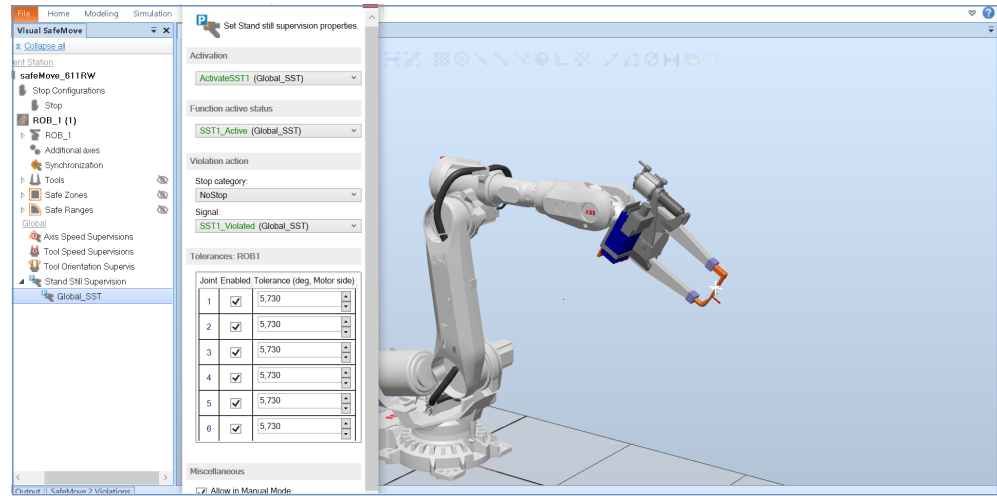 File Home Modeling Simulation
Visual SafeMove
Collapse all
ent Station
safeMove_611RW
Stop Configurations
Stop
ROB_1 (1)
ROB_1
Additional axes
Synchronization
Tools
Safe Zones
Safe Ranges
Global
Axis Speed Supervisions
Tool Speed Supervisions
Tool Orientation Supervis
Stand Still Supervision
Global_SST
Output SafeMove 2 Violations
P
Set Stand still supervision properties.
Activation
ActivateSST1 (Global_SST)
Function active status
SST1_Active (Global_SST)
Violation action
Stop category:
NoStop
Signal:
SST1_Violated (Global_SST)
Tolerances: ROB1
Joint Enabled Tolerance (deg, Motor side)
1 5,730
2 5,730
3 5,730
4 5,730
5 5,730
6 5,730
Miscellaneous
Allow in Manual Mode
ABB